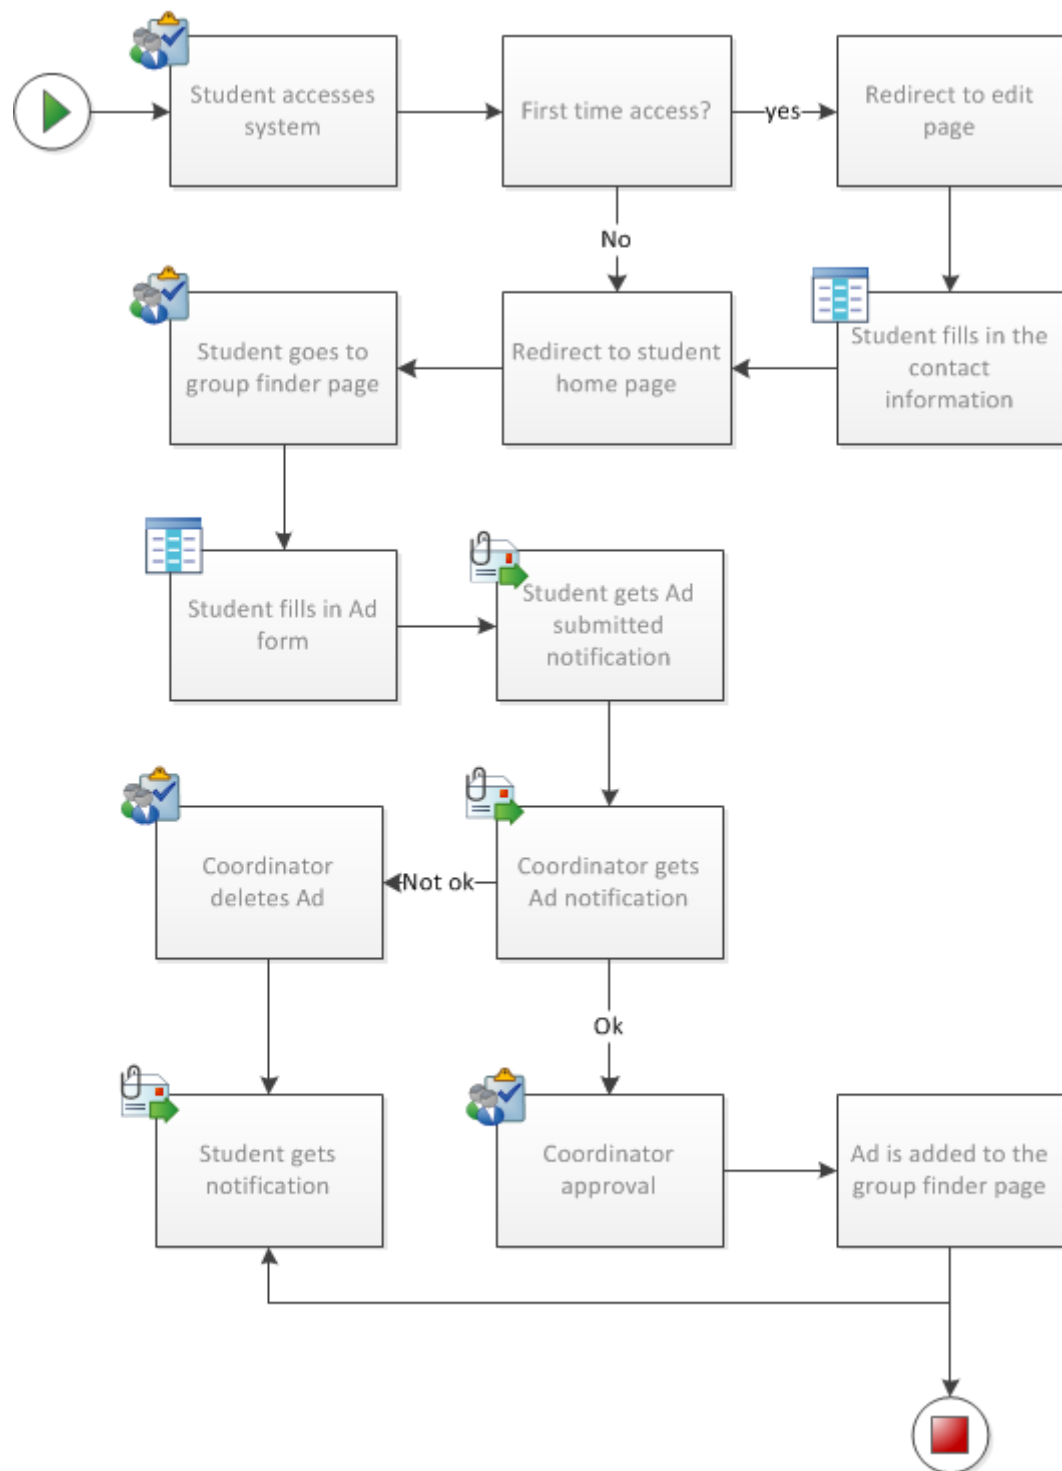 Student accesses
system
First time access?
yes
Redirect to edit
page
No
Student goes to
group finder page
Redirect to student
home page
Student fills in the
contact
information
Student fills in Ad
form
Student gets Ad
submitted
notification
Coordinator
deletes Ad
Not ok
Coordinator gets
Ad notification
Ok
Student gets
notification
Coordinator
approval
Ad is added to the
group finder page